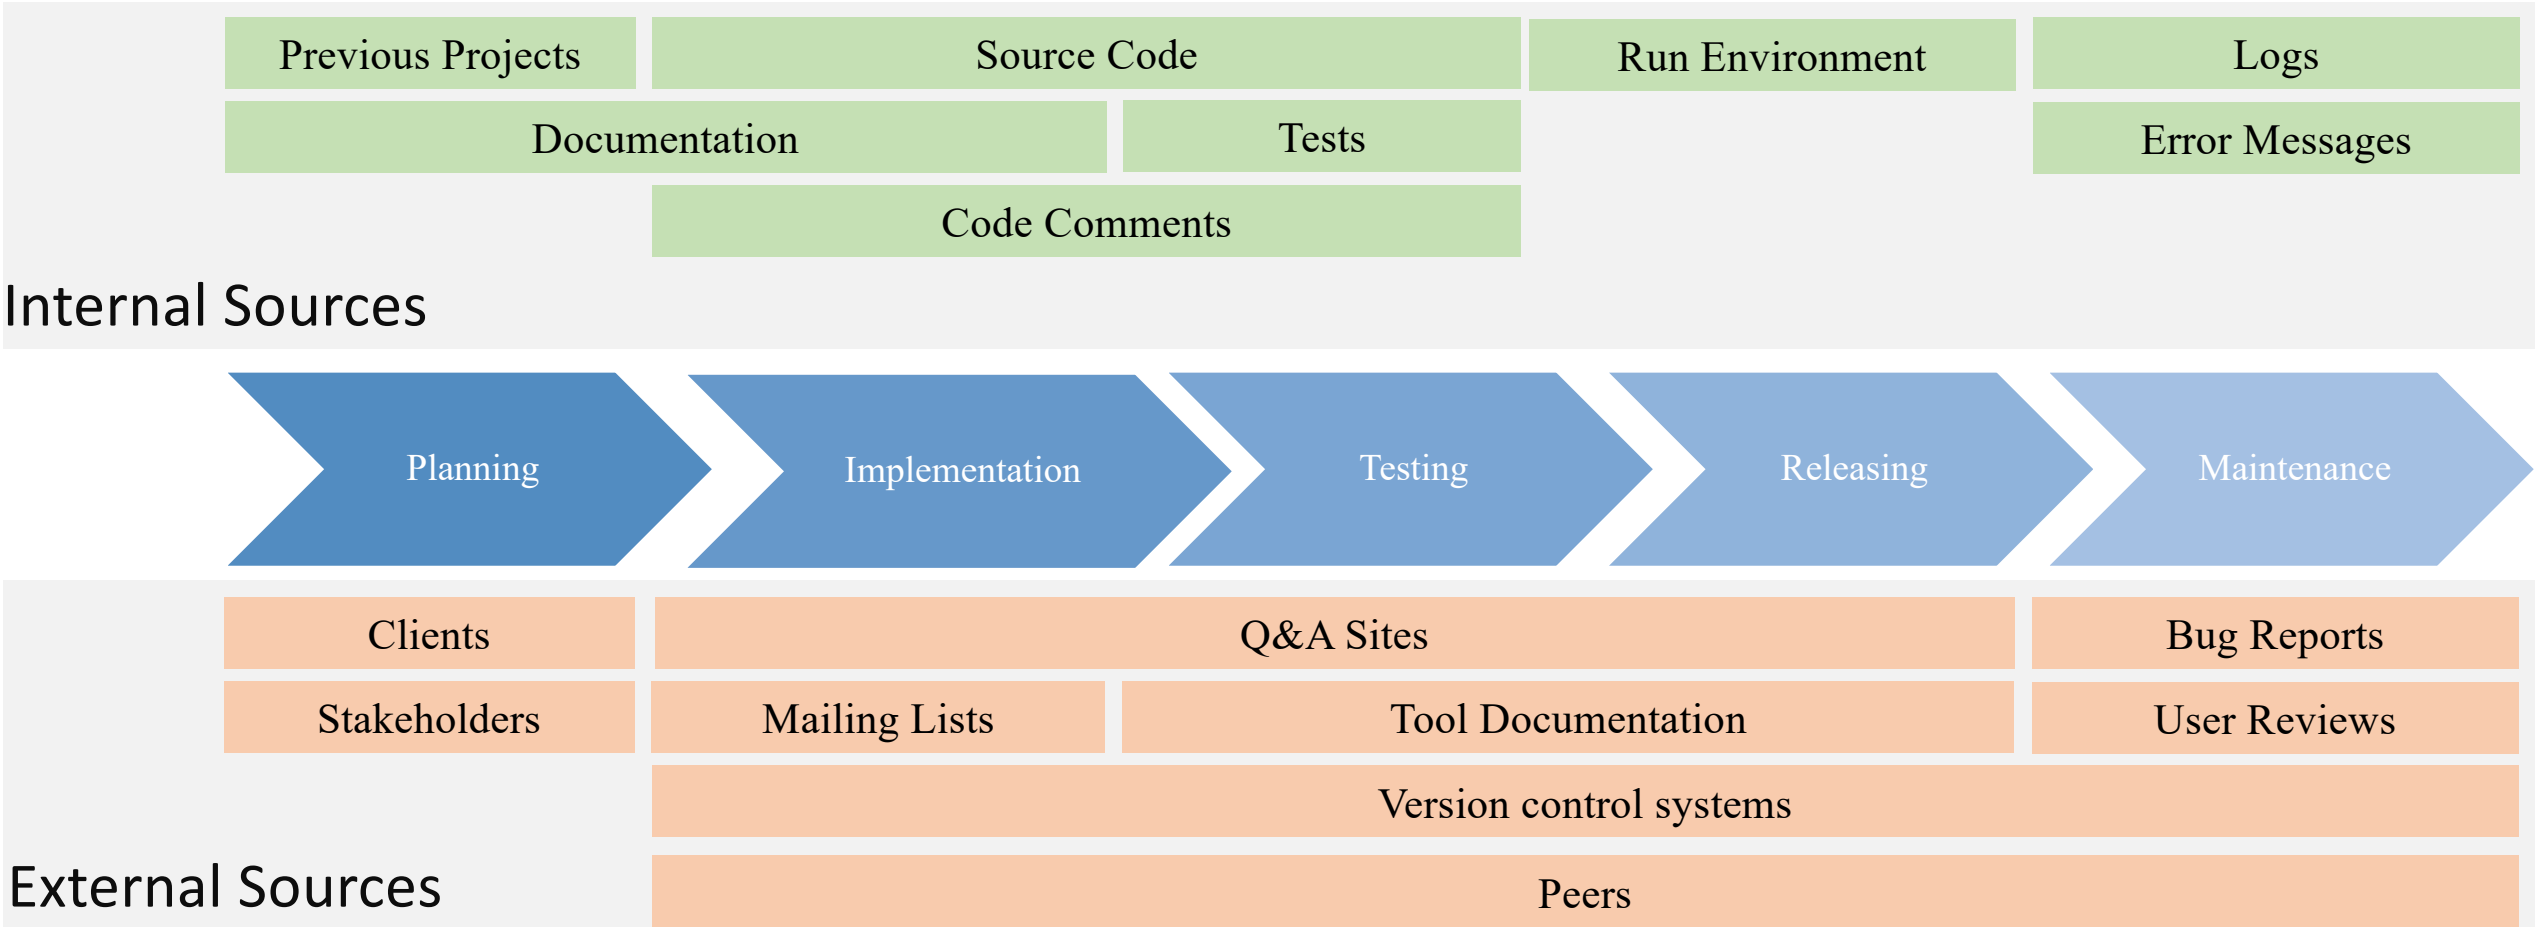 Previous Projects
Source Code
Run Environment
Logs
Documentation
Tests
Error Messages
Code Comments
Internal Sources
Planning
Implementation
Testing
Releasing
Maintenance
Clients
Q&A Sites
Bug Reports
Stakeholders
Mailing Lists
Tool Documentation
User Reviews
Version control systems
External Sources
Peers